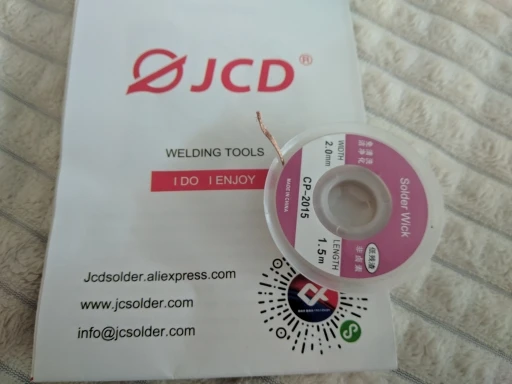 JCD®
WELDING TOOLS
I DO I ENJOY
Jcdsolder.aliexpress.com
www.jcsolder.com
info@jcsolder.com
Solder Wick
WIDTH
2.0mm
CP-2015
MADE IN CHINA
LENGTH
1.5m